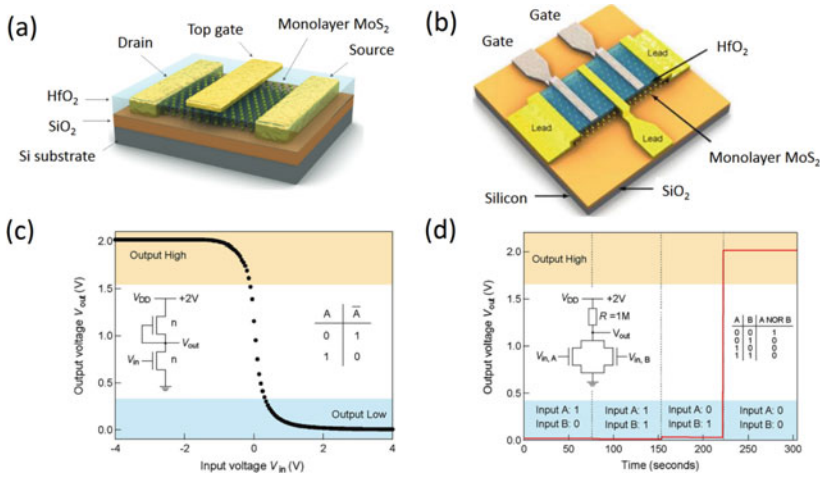 (a)
Top gate
Monolayer MoS₂
Drain
Source
HfO₂
SiO₂
Si substrate
(b)
Gate
Gate
HfO₂
Lead
Lead
Lead
Monolayer MoS₂
SiO₂
Silicon
(c)
Output voltage Vout (V)
2.0
1.5
1.0
0.5
0.0
Output High
VDD
+2V
n
Vout
Vin
n
A A̅
0 1
1 0
Output Low
-4 -2 0 2 4
Input voltage Vin (V)
(d)
Output voltage Vout (V)
2.0
1.5
1.0
0.5
0.0
Output High
VDD
+2V
R =1M
Vout
Vin, A
Vin, B
A B A NOR B
0 0 1
0 1 0
1 0 0
1 1 0
Input A: 1 Input A: 1 Input A: 0 Input A: 0
Input B: 0 Input B: 1 Input B: 1 Input B: 0
0 50 100 150 200 250 300
Time (seconds)